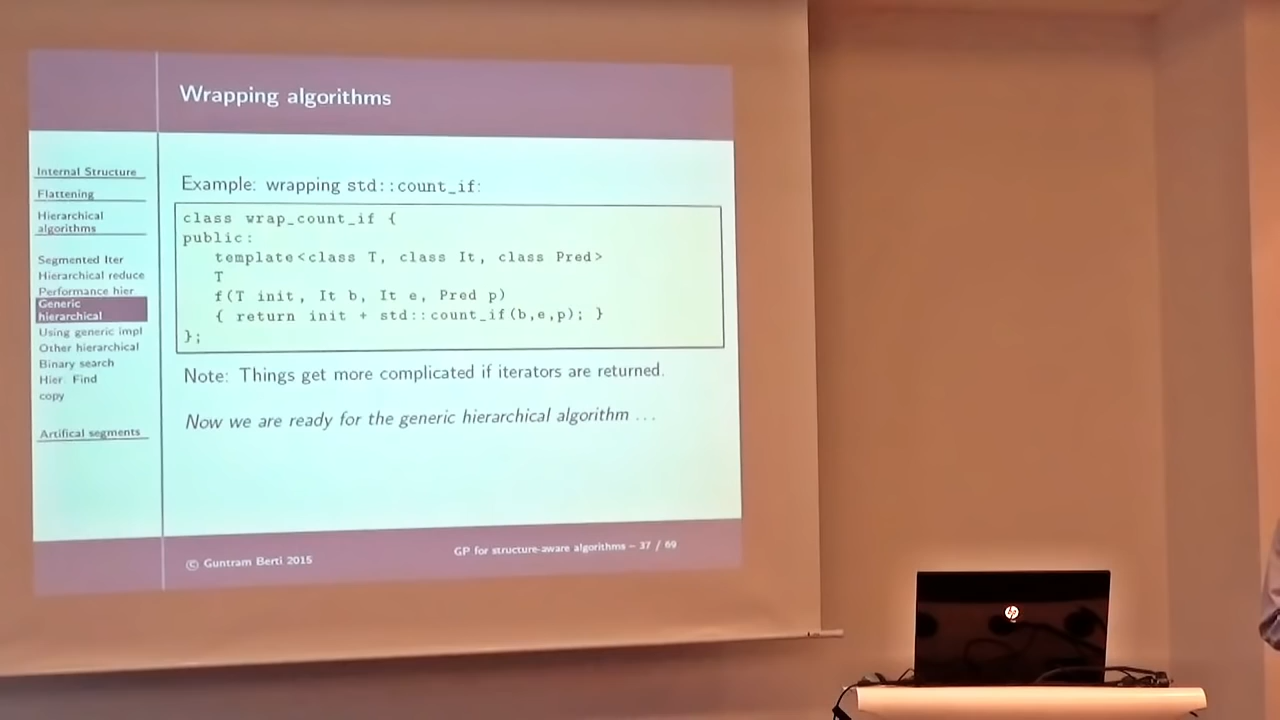 Wrapping algorithms
Internal Structure
Flattening
Hierarchical
algorithms
Segmented Iter
Hierarchical reduce
Performance hier
Generic
hierarchical
Using generic impl
Other hierarchical
Binary search
Hier. Find
copy
Artifical segments
Example: wrapping std::count_if:
class wrap_count_if {
public:
template<class T, class It, class Pred>
T
f(T init, It b, It e, Pred p)
{ return init + std::count_if(b,e,p); }
};
Note: Things get more complicated if iterators are returned.
Now we are ready for the generic hierarchical algorithm ...
© Guntram Berti 2015
GP for structure-aware algorithms – 37 / 69
hp